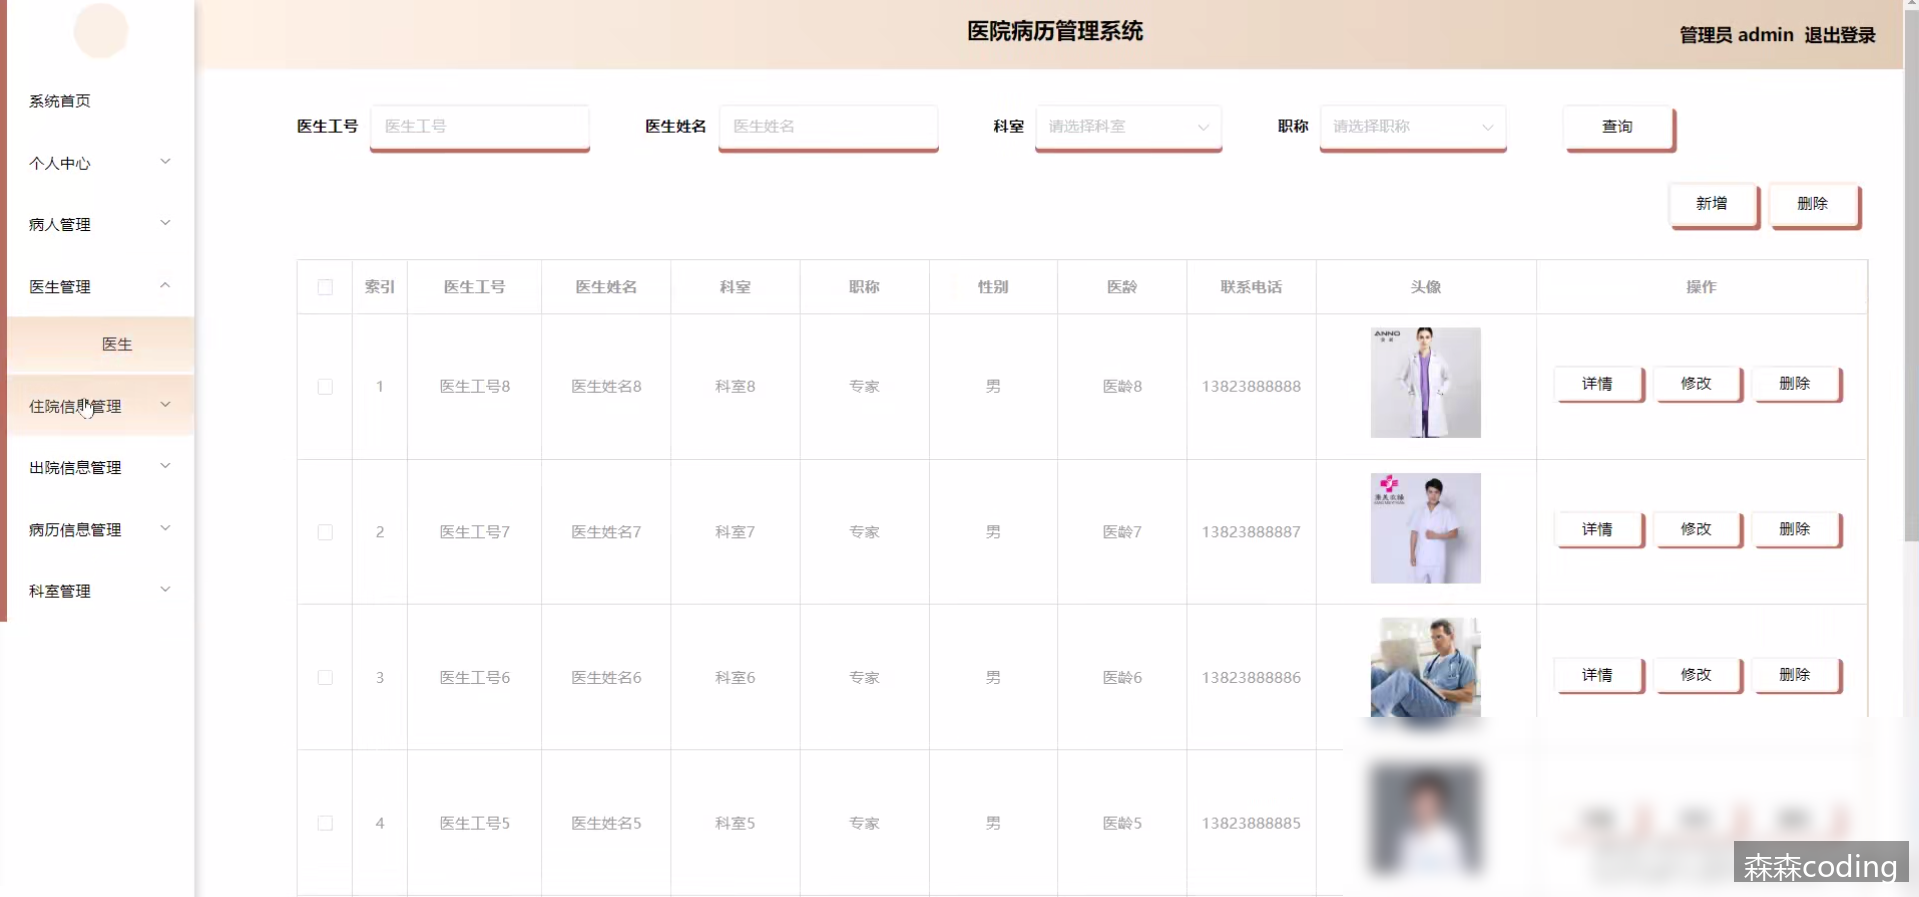 医院病历管理系统
管理员 admin 退出登录
系统首页
个人中心
病人管理
医生管理
医生
住院信息管理
出院信息管理
病历信息管理
科室管理
医生工号 医生工号 医生姓名 医生姓名 科室 请选择科室 职称 请选择职称 查询
新增 删除
索引 医生工号 医生姓名 科室 职称 性别 医龄 联系电话 头像 操作
1 医生工号8 医生姓名8 科室8 专家 男 医龄8 13823888888 ANNO 详情 修改 删除
2 医生工号7 医生姓名7 科室7 专家 男 医龄7 13823888887 详情 修改 删除
3 医生工号6 医生姓名6 科室6 专家 男 医龄6 13823888886 详情 修改 删除
4 医生工号5 医生姓名5 科室5 专家 男 医龄5 13823888885
森森coding